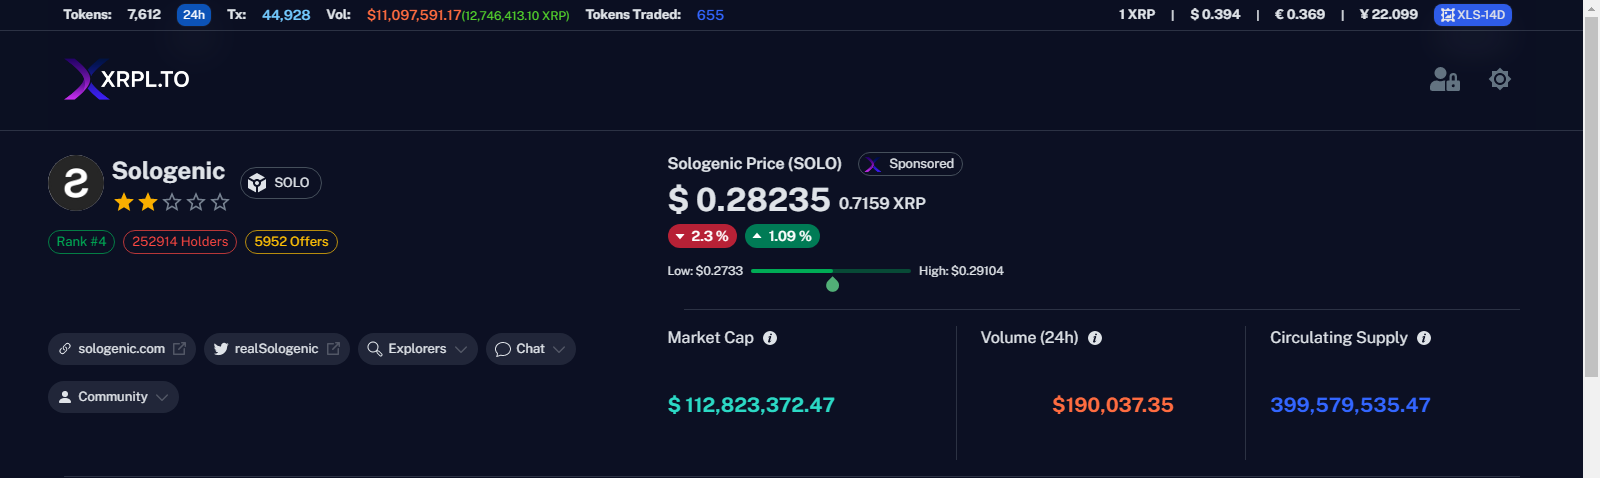 Tokens: 7,612 24h Tx: 44,928 Vol: $11,097,591.17(12,746,413.10 XRP) Tokens Traded: 655 1 XRP | $ 0.394 | € 0.369 | ¥ 22.099 XLS-14D
XRPL.TO
Sologenic SOLO
Rank #4 252914 Holders 5952 Offers
sologenic.com realSologenic Explorers Chat
Community
Sologenic Price (SOLO) Sponsored
$ 0.28235 0.7159 XRP
2.3 % 1.09 %
Low: $0.2733 High: $0.29104
Market Cap Volume (24h) Circulating Supply
$ 112,823,372.47 $190,037.35 399,579,535.47